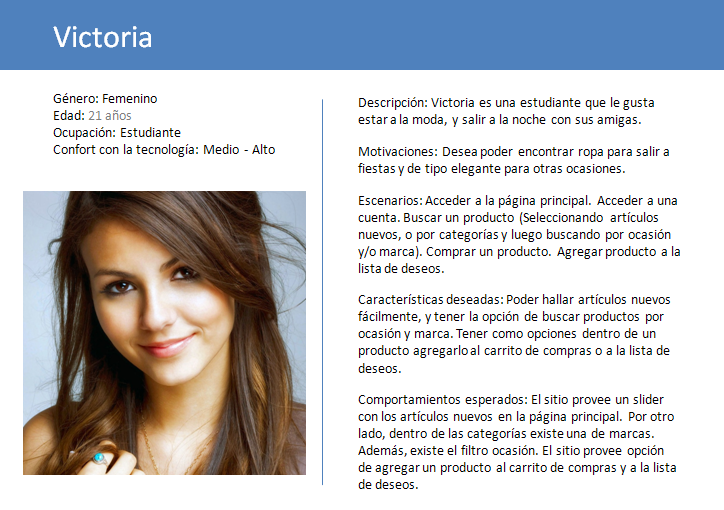 Victoria
Género: Femenino
Edad: 21 años
Ocupación: Estudiante
Confort con la tecnología: Medio - Alto
Descripción: Victoria es una estudiante que le gusta
estar a la moda, y salir a la noche con sus amigas.
Motivaciones: Desea poder encontrar ropa para salir a
fiestas y de tipo elegante para otras ocasiones.
Escenarios: Acceder a la página principal. Acceder a una
cuenta. Buscar un producto (Seleccionando artículos
nuevos, o por categorías y luego buscando por ocasión
y/o marca). Comprar un producto. Agregar producto a la
lista de deseos.
Características deseadas: Poder hallar artículos nuevos
fácilmente, y tener la opción de buscar productos por
ocasión y marca. Tener como opciones dentro de un
producto agregarlo al carrito de compras o a la lista de
deseos.
Comportamientos esperados: El sitio provee un slider
con los artículos nuevos en la página principal. Por otro
lado, dentro de las categorías existe una de marcas.
Además, existe el filtro ocasión. El sitio provee opción
de agregar un producto al carrito de compras y a la lista
de deseos.